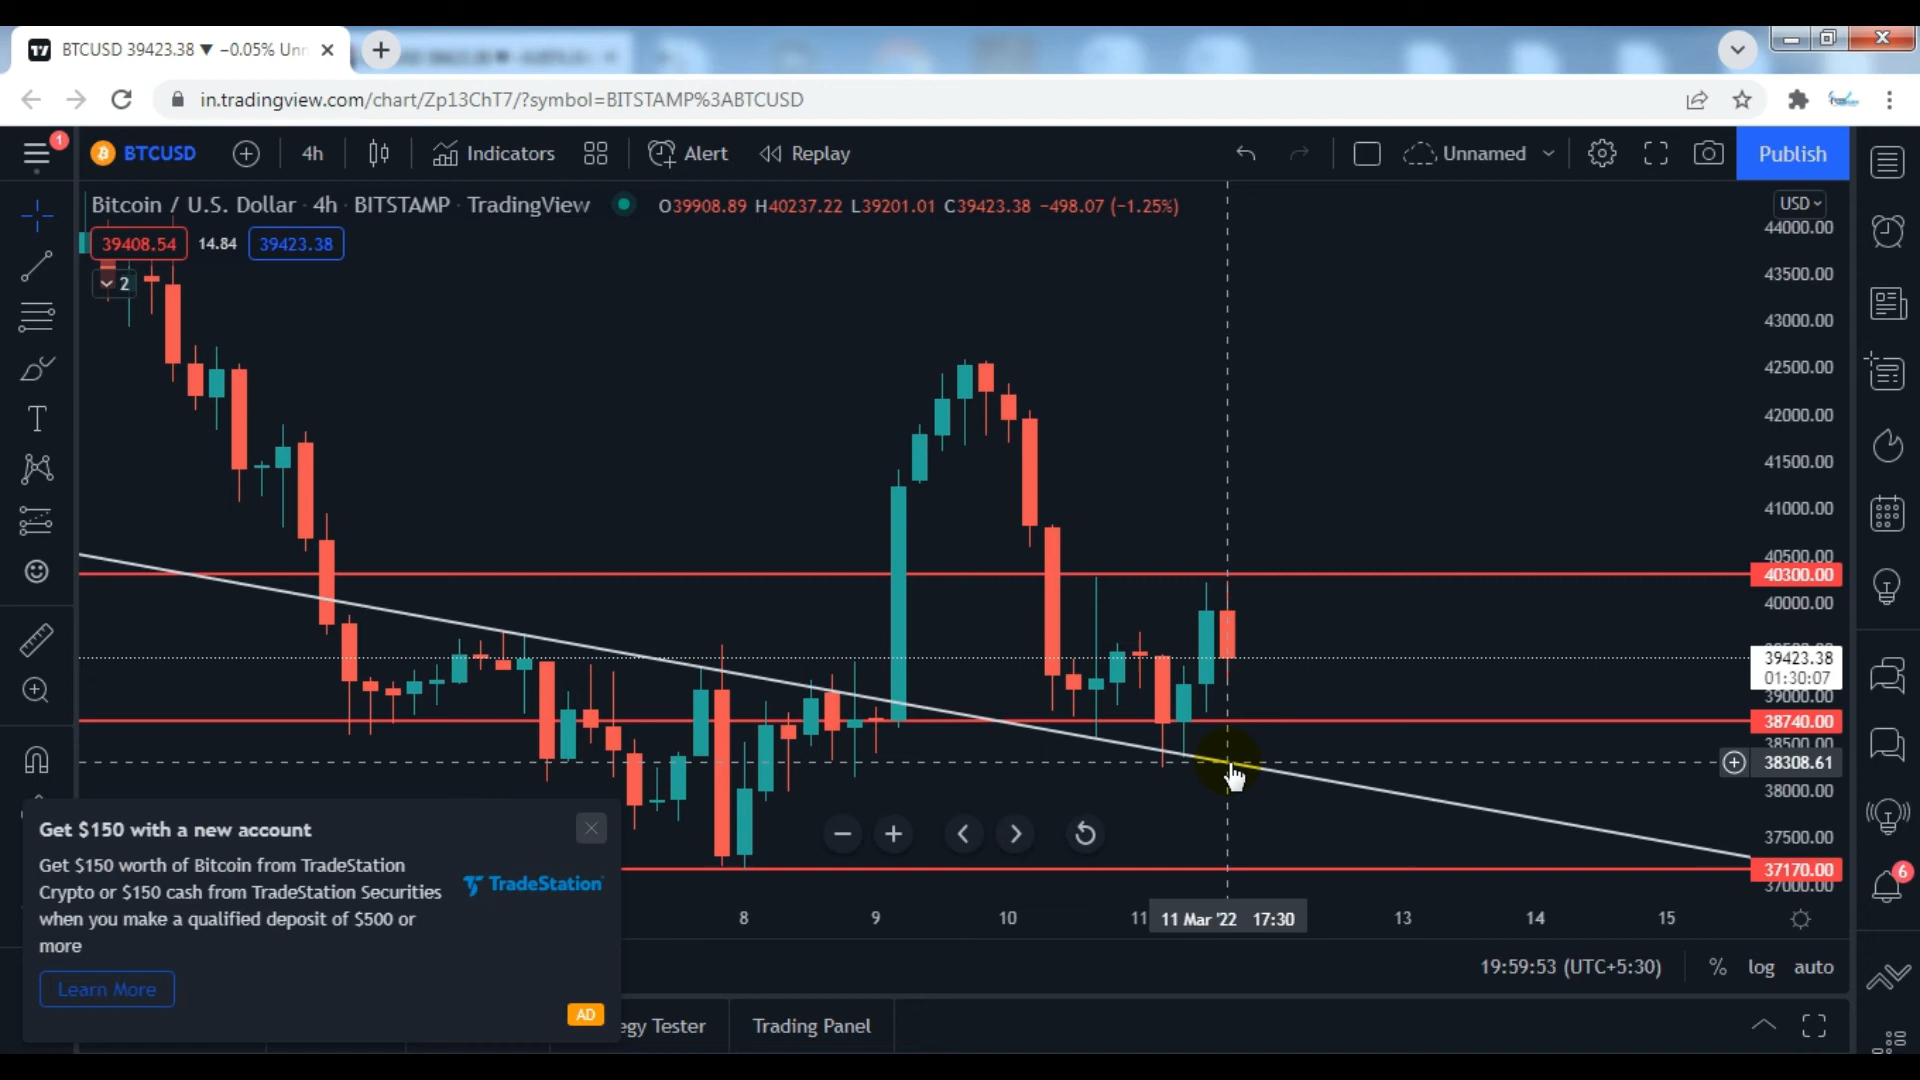 BTCUSD 39423.38 ▼ −0.05% Unn
in.tradingview.com/chart/Zp13ChT7/?symbol=BITSTAMP%3ABTCUSD
1
BTCUSD
4h
Indicators
Alert
Replay
Unnamed
Publish
Bitcoin / U.S. Dollar · 4h · BITSTAMP · TradingView
O39908.89 H40237.22 L39201.01 C39423.38 −498.07 (−1.25%)
USD
39408.54
14.84
39423.38
2
44000.00
43500.00
43000.00
42500.00
42000.00
41500.00
41000.00
40500.00
40300.00
40000.00
39423.38
01:30:07
39000.00
38740.00
38500.00
38308.61
38000.00
37500.00
37170.00
37000.00
6
8
9
10
11
11 Mar '22 17:30
13
14
15
Get $150 with a new account
Get $150 worth of Bitcoin from TradeStation
Crypto or $150 cash from TradeStation Securities
when you make a qualified deposit of $500 or
more
TradeStation
Learn More
AD
19:59:53 (UTC+5:30)
%
log
auto
egy Tester
Trading Panel